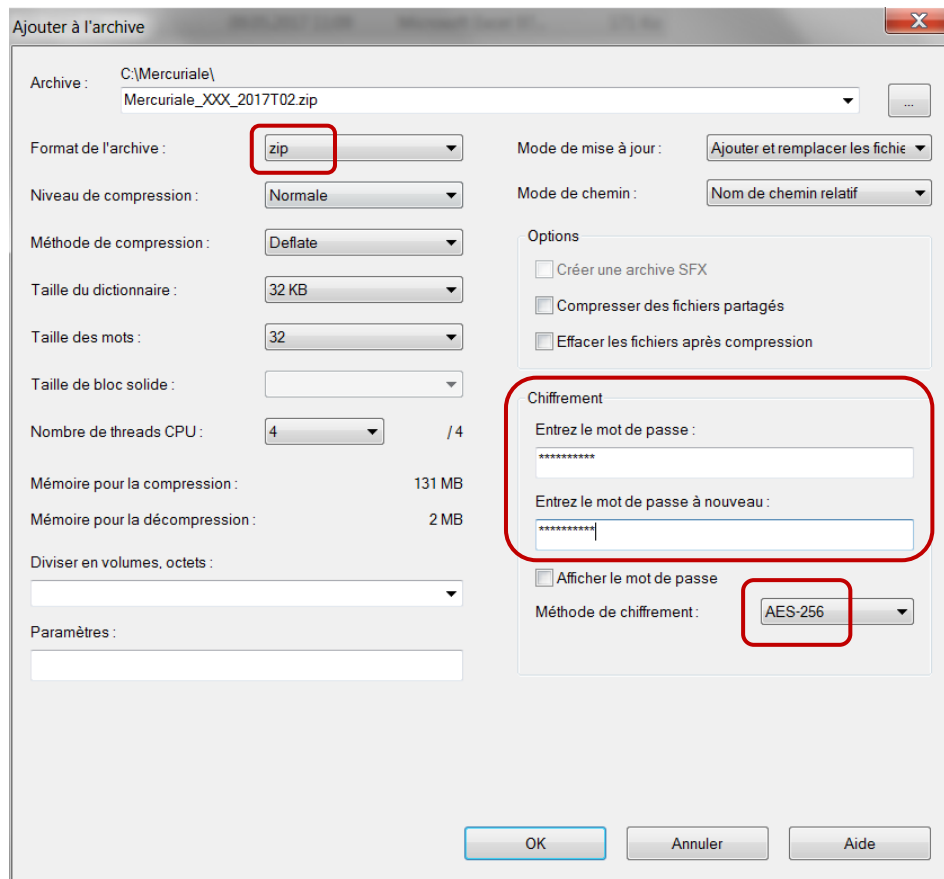 Ajouter à l'archive
Archive :
C:\Mercuriale\
Mercuriale_XXX_2017T02.zip
...
Format de l'archive :
zip
Niveau de compression :
Normale
Méthode de compression :
Deflate
Taille du dictionnaire :
32 KB
Taille des mots :
32
Taille de bloc solide :
Nombre de threads CPU :
4
/ 4
Mémoire pour la compression :
131 MB
Mémoire pour la décompression :
2 MB
Diviser en volumes, octets :
Paramètres :
Mode de mise à jour :
Ajouter et remplacer les fichie
Mode de chemin :
Nom de chemin relatif
Options
Créer une archive SFX
Compresser des fichiers partagés
Effacer les fichiers après compression
Chiffrement
Entrez le mot de passe :
**********
Entrez le mot de passe à nouveau :
**********
Afficher le mot de passe
Méthode de chiffrement :
AES-256
OK
Annuler
Aide